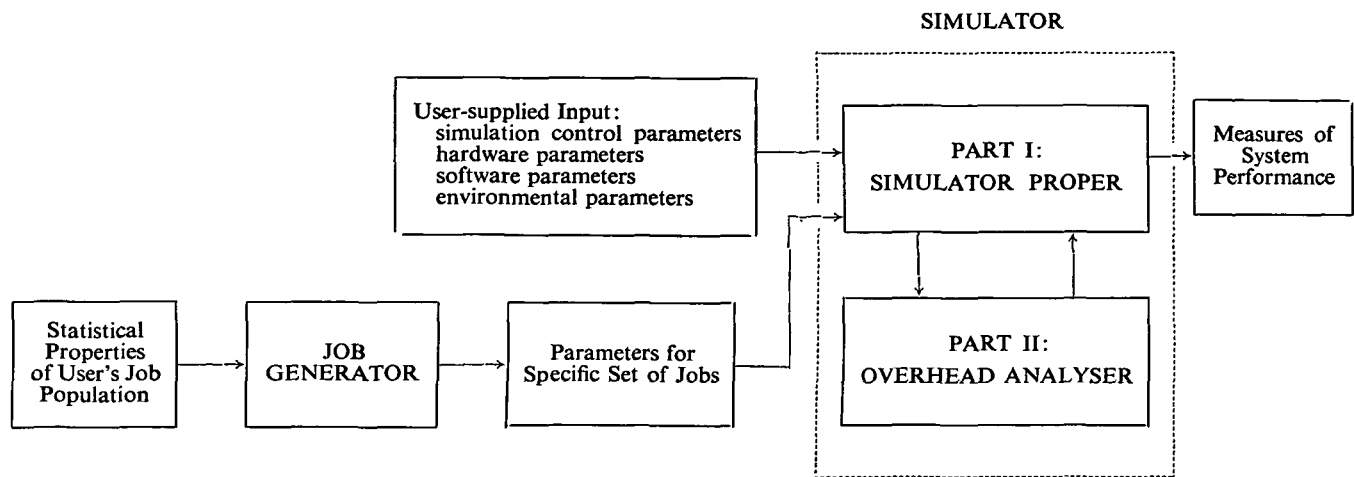 SIMULATOR
User-supplied Input:
simulation control parameters
hardware parameters
software parameters
environmental parameters
PART I:
SIMULATOR PROPER
Measures of
System
Performance
Statistical
Properties
of User's Job
Population
JOB
GENERATOR
Parameters for
Specific Set of Jobs
PART II:
OVERHEAD ANALYSER